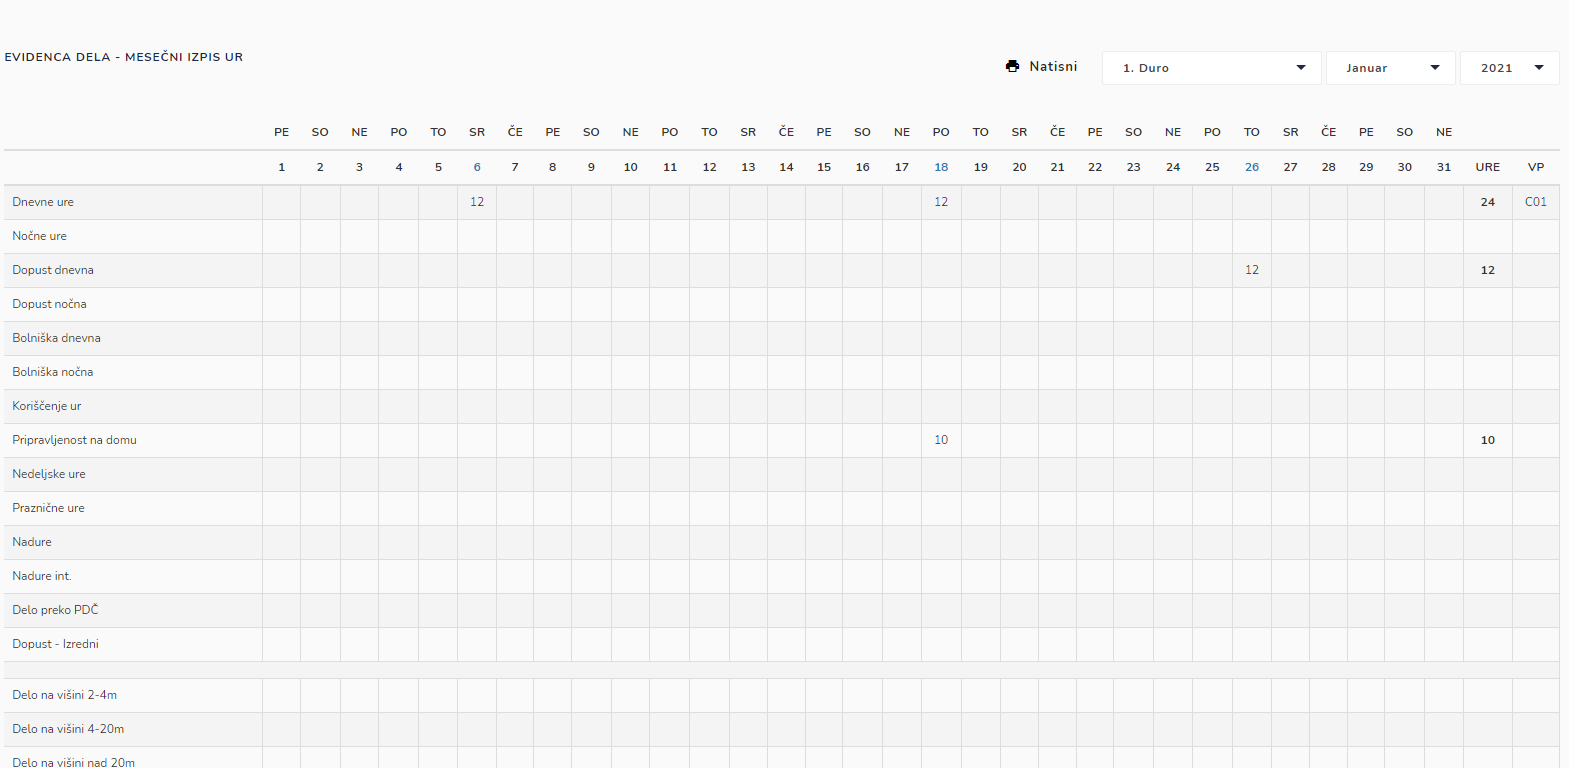 EVIDENCA DELA - MESEČNI IZPIS UR
Natisni
1. Duro
Januar
2021
PE SO NE PO TO SR ČE PE SO NE PO TO SR ČE PE SO NE PO TO SR ČE PE SO NE PO TO SR ČE PE SO NE
1 2 3 4 5 6 7 8 9 10 11 12 13 14 15 16 17 18 19 20 21 22 23 24 25 26 27 28 29 30 31 URE VP
Dnevne ure 12 12 24 C01
Nočne ure
Dopust dnevna 12 12
Dopust nočna
Bolniška dnevna
Bolniška nočna
Koriščenje ur
Pripravljenost na domu 10 10
Nedeljske ure
Praznične ure
Nadure
Nadure int.
Delo preko PDČ
Dopust - Izredni
Delo na višini 2-4m
Delo na višini 4-20m
Delo na višini nad 20m